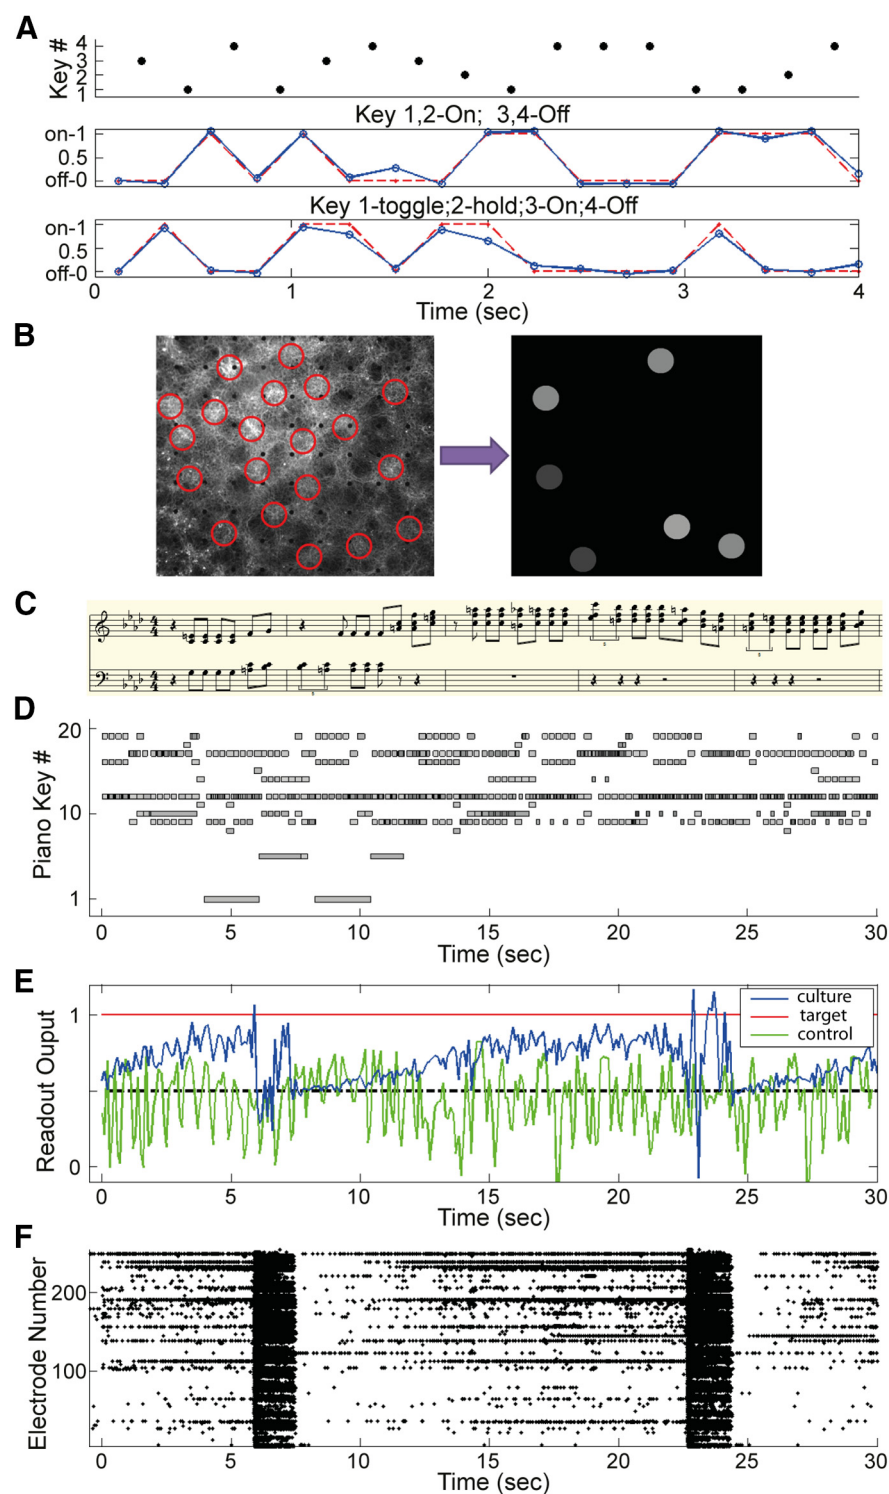 A
Key #
4
3
2
1
Key 1,2-On; 3,4-Off
on-1
0.5
off-0
Key 1-toggle;2-hold;3-On;4-Off
on-1
0.5
off-0
0 1 2 3 4
Time (sec)
B
C
D
Piano Key #
20
10
1
0 5 10 15 20 25 30
Time (sec)
E
Readout Ouput
1
0
culture
target
control
0 5 10 15 20 25 30
Time (sec)
F
Electrode Number
200
100
0 5 10 15 20 25 30
Time (sec)